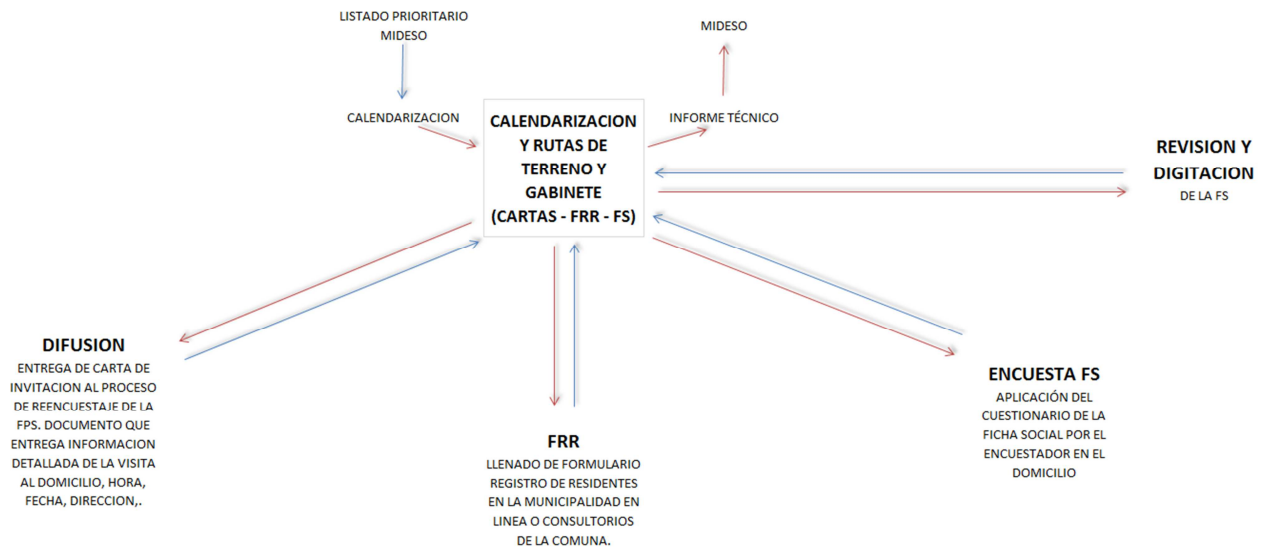 LISTADO PRIORITARIO
MIDESO
MIDESO
CALENDARIZACION
CALENDARIZACION
Y RUTAS DE
TERRENO Y
GABINETE
(CARTAS - FRR - FS)
INFORME TÉCNICO
REVISION Y
DIGITACION
DE LA FS
DIFUSION
ENTREGA DE CARTA DE
INVITACION AL PROCESO
DE REENCUESTAJE DE LA
FPS. DOCUMENTO QUE
ENTREGA INFORMACION
DETALLADA DE LA VISITA
AL DOMICILIO, HORA,
FECHA, DIRECCION,.
FRR
LLENADO DE FORMULARIO
REGISTRO DE RESIDENTES
EN LA MUNICIPALIDAD EN
LINEA O CONSULTORIOS
DE LA COMUNA.
ENCUESTA FS
APLICACIÓN DEL
CUESTIONARIO DE LA
FICHA SOCIAL POR EL
ENCUESTADOR EN EL
DOMICILIO